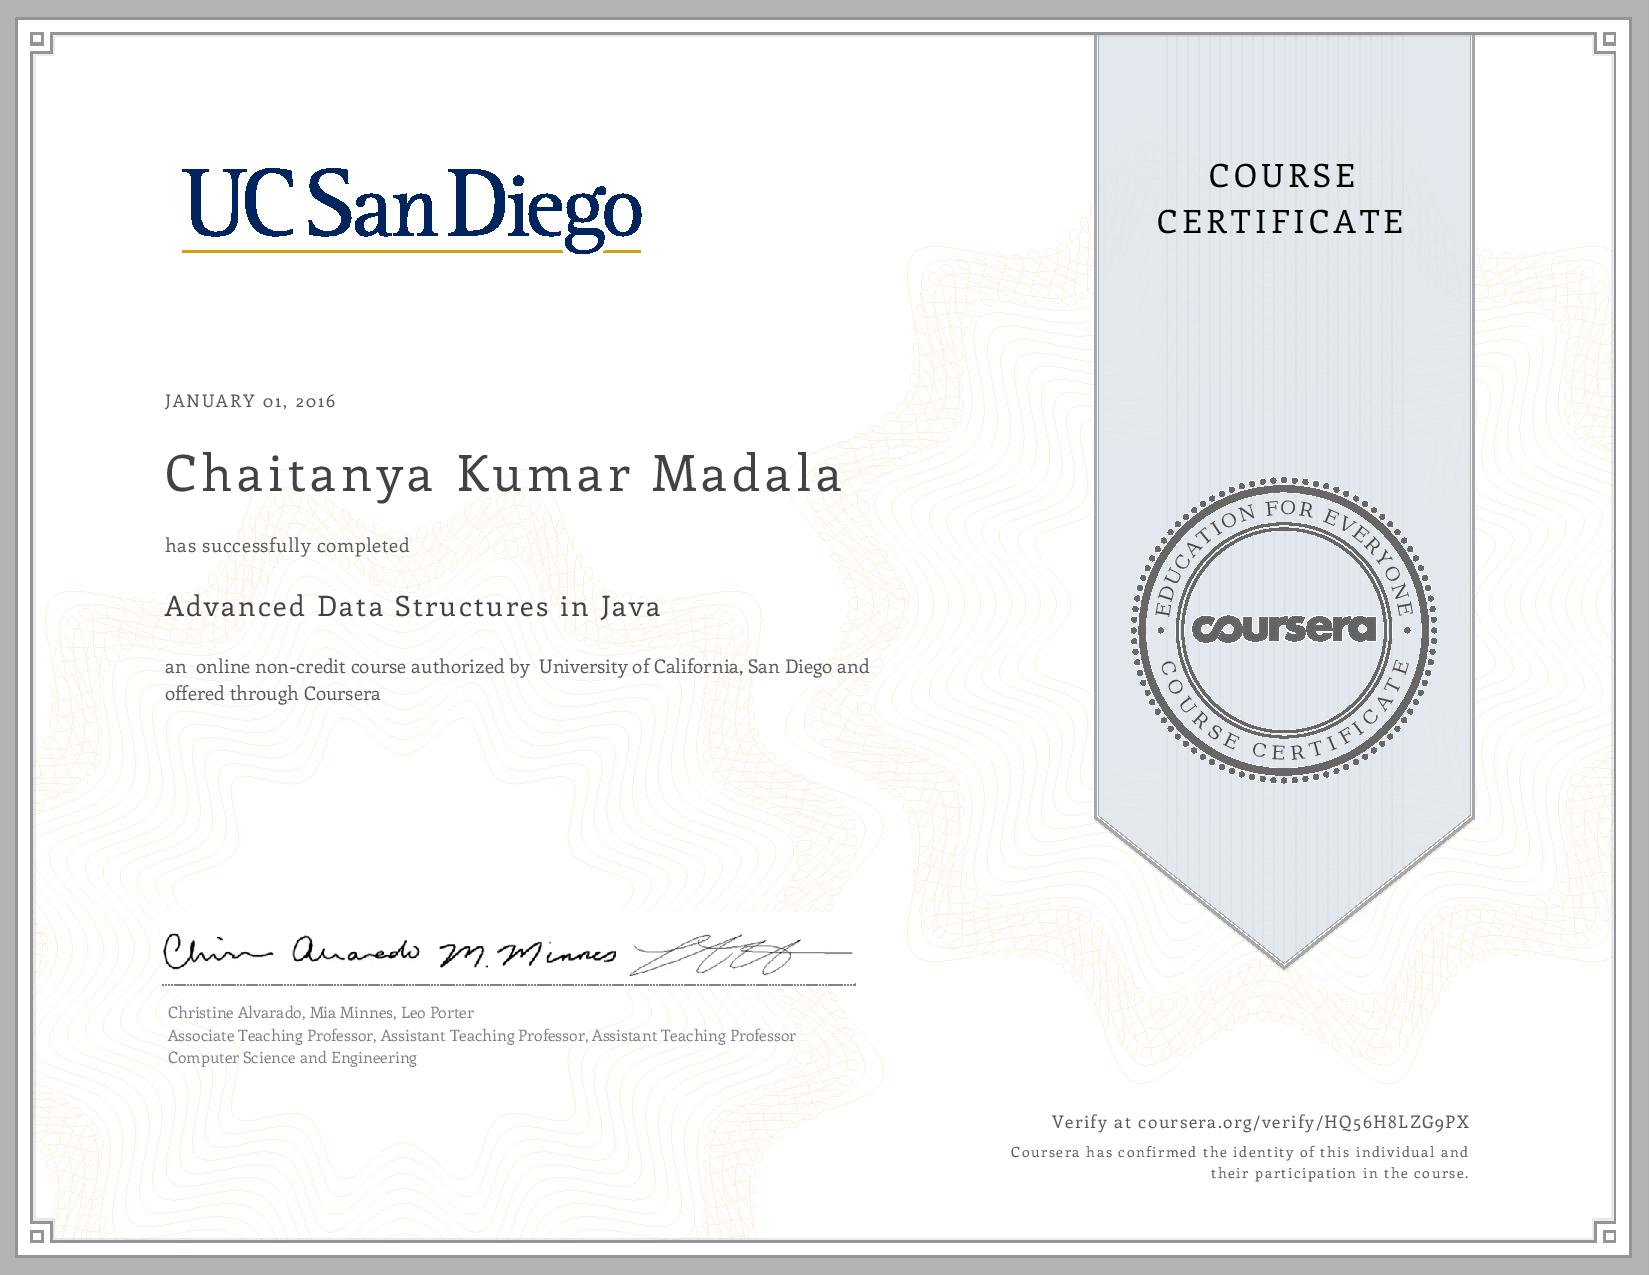 UC San Diego
COURSE
CERTIFICATE
JANUARY 01, 2016
Chaitanya Kumar Madala
has successfully completed
Advanced Data Structures in Java
an online non-credit course authorized by University of California, San Diego and
offered through Coursera
EDUCATION FOR EVERYONE
coursera
COURSE CERTIFICATE
Christine Alvarado, Mia Minnes, Leo Porter
Associate Teaching Professor, Assistant Teaching Professor, Assistant Teaching Professor
Computer Science and Engineering
Verify at coursera.org/verify/HQ56H8LZG9PX
Coursera has confirmed the identity of this individual and
their participation in the course.